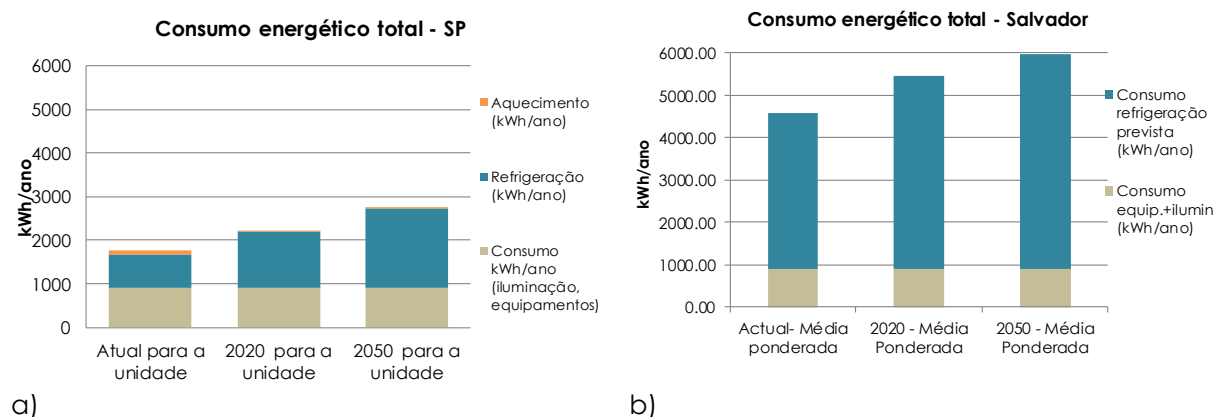 Consumo energético total - SP
6000
5000
4000
3000
2000
1000
0
kWh/ano
Atual para a
unidade
2020 para a
unidade
2050 para a
unidade
Aquecimento
(kWh/ano)
Refrigeração
(kWh/ano)
Consumo
kWh/ano
(iluminação,
equipamentos)
a)
Consumo energético total - Salvador
6000.00
5000.00
4000.00
3000.00
2000.00
1000.00
0.00
kWh/ano
Actual- Média
ponderada
2020 - Média
Ponderada
2050 - Média
Ponderada
Consumo
refrigeração
prevista
(kWh/ano)
Consumo
equip.+ilumin
(kWh/ano)
b)